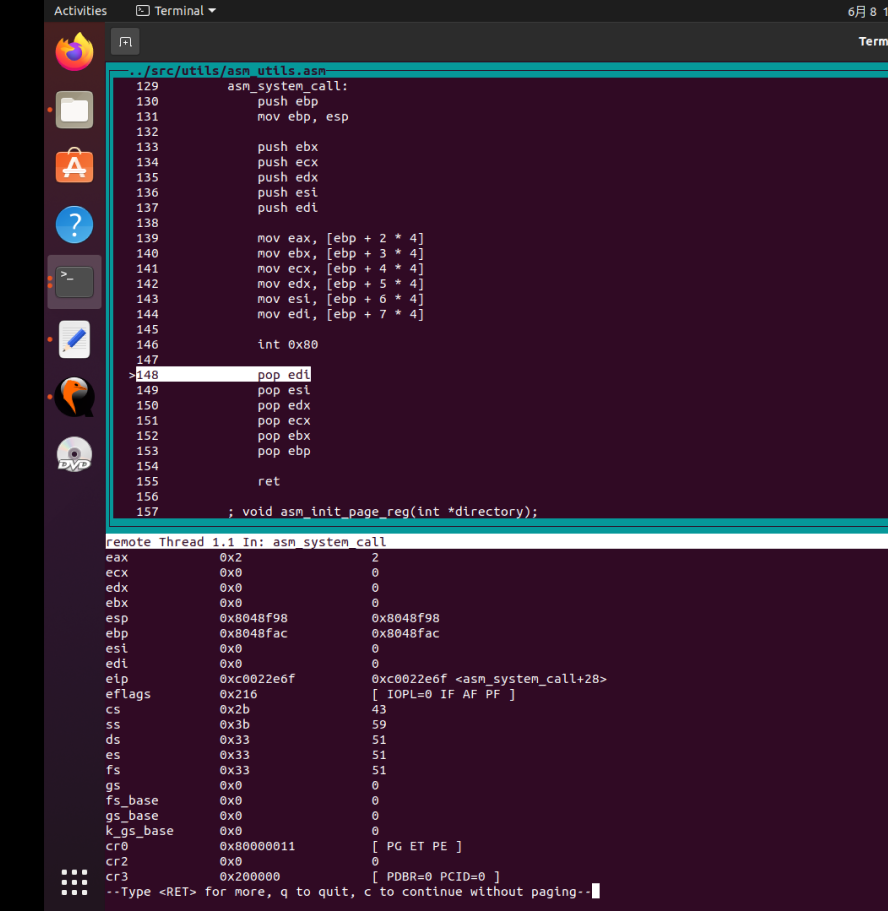 Activities Terminal 6月 8 1
Term
../src/utils/asm_utils.asm
129 asm_system_call:
130 push ebp
131 mov ebp, esp
132
133 push ebx
134 push ecx
135 push edx
136 push esi
137 push edi
138
139 mov eax, [ebp + 2 * 4]
140 mov ebx, [ebp + 3 * 4]
141 mov ecx, [ebp + 4 * 4]
142 mov edx, [ebp + 5 * 4]
143 mov esi, [ebp + 6 * 4]
144 mov edi, [ebp + 7 * 4]
145
146 int 0x80
147
>148 pop edi
149 pop esi
150 pop edx
151 pop ecx
152 pop ebx
153 pop ebp
154
155 ret
156
157 ; void asm_init_page_reg(int *directory);
remote Thread 1.1 In: asm_system_call
eax 0x2 2
ecx 0x0 0
edx 0x0 0
ebx 0x0 0
esp 0x8048f98 0x8048f98
ebp 0x8048fac 0x8048fac
esi 0x0 0
edi 0x0 0
eip 0xc0022e6f 0xc0022e6f <asm_system_call+28>
eflags 0x216 [ IOPL=0 IF AF PF ]
cs 0x2b 43
ss 0x3b 59
ds 0x33 51
es 0x33 51
fs 0x33 51
gs 0x0 0
fs_base 0x0 0
gs_base 0x0 0
k_gs_base 0x0 0
cr0 0x80000011 [ PG ET PE ]
cr2 0x0 0
cr3 0x200000 [ PDBR=0 PCID=0 ]
--Type <RET> for more, q to quit, c to continue without paging--
DVD